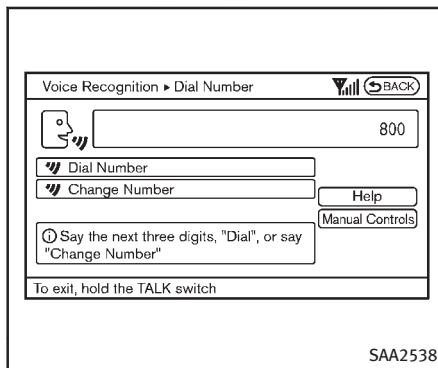 Voice Recognition ▸ Dial Number BACK
800
Dial Number
Change Number
Help
Manual Controls
Say the next three digits, "Dial", or say
"Change Number"
To exit, hold the TALK switch
SAA2538